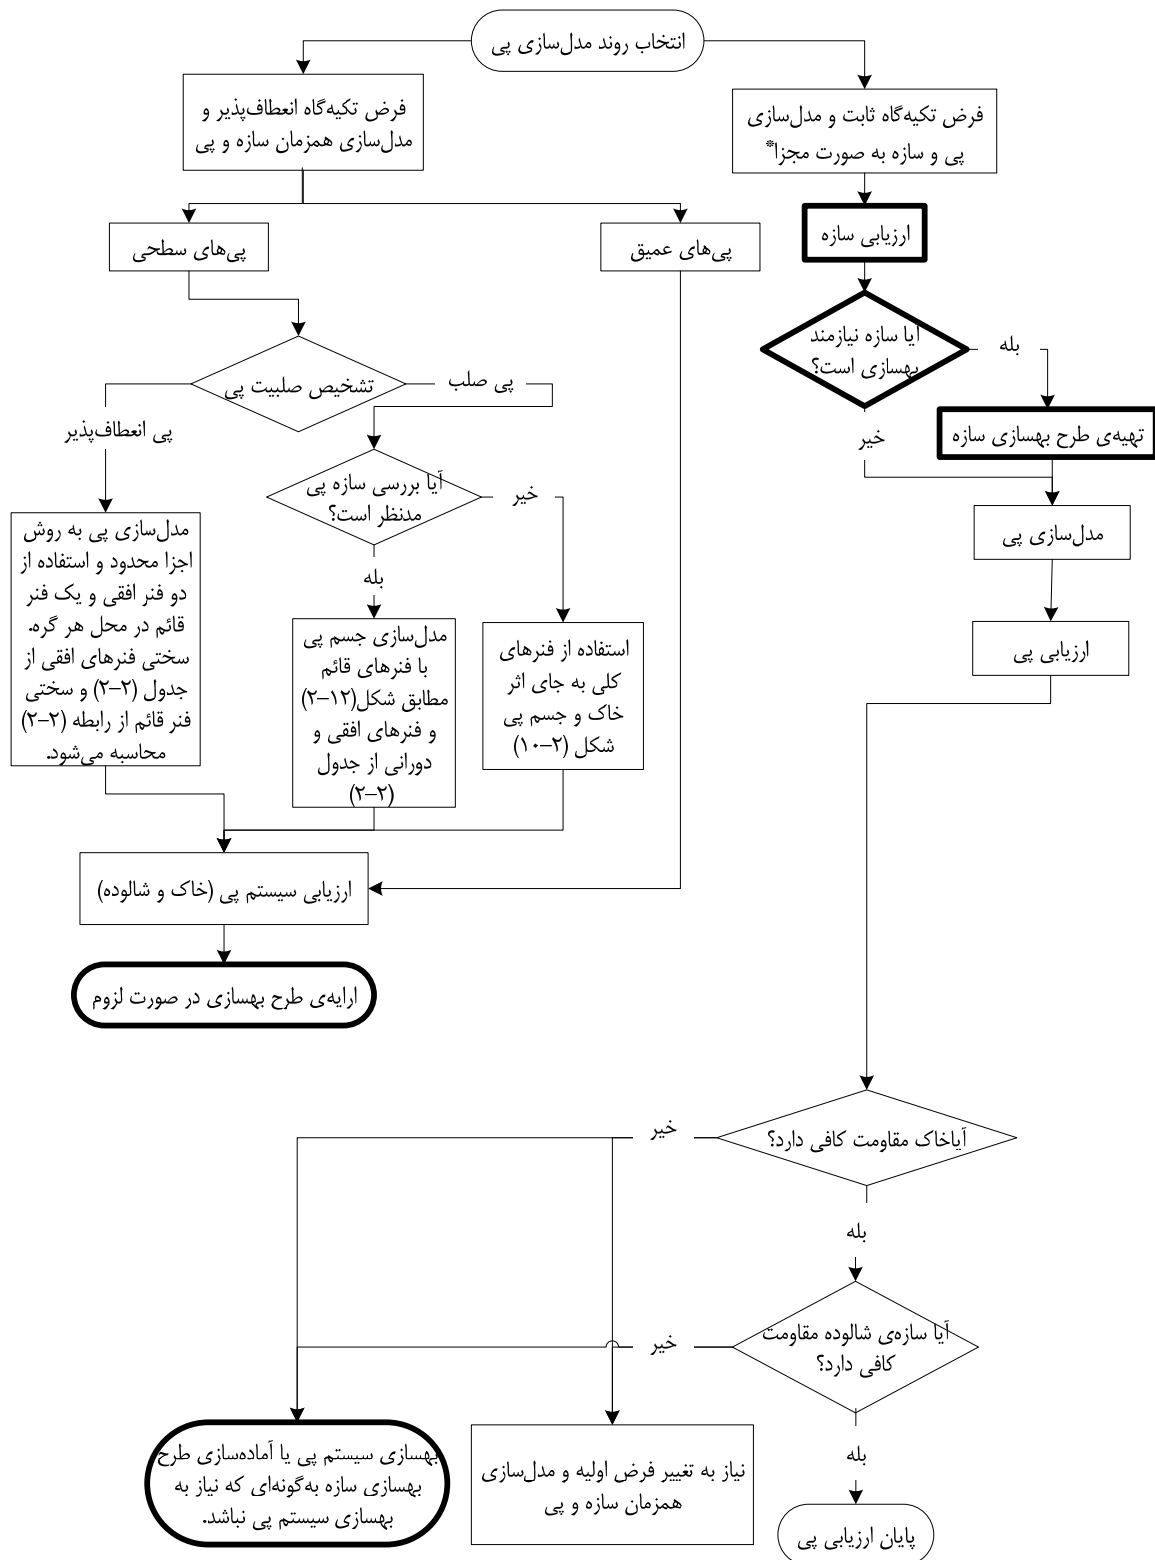 انتخاب روند مدل‌سازی پی
فرض تکیه‌گاه ثابت و مدل‌سازی
پی و سازه به صورت مجزا*
ارزیابی سازه
آیا سازه نیازمند
بهسازی است؟
بله
تهیه‌ی طرح بهسازی سازه
خیر
مدل‌سازی پی
ارزیابی پی
فرض تکیه‌گاه انعطاف‌پذیر و
مدل‌سازی همزمان سازه و پی
پی‌های عمیق
پی‌های سطحی
تشخیص صلبیت پی
پی صلب
پی انعطاف‌پذیر
آیا بررسی سازه پی
مدنظر است؟
خیر
بله
استفاده از فنرهای
کلی به جای اثر
خاک و جسم پی
شکل (۲-۱۰)
مدل‌سازی جسم پی
با فنرهای قائم
مطابق شکل(۱۲-۲)
و فنرهای افقی و
دورانی از جدول
(۲-۲)
مدل‌سازی پی به روش
اجزا محدود و استفاده از
دو فنر افقی و یک فنر
قائم در محل هر گره.
سختی فنرهای افقی از
جدول (۲-۲) و سختی
فنر قائم از رابطه (۲-۲)
محاسبه می‌شود.
ارزیابی سیستم پی (خاک و شالوده)
ارایه‌ی طرح بهسازی در صورت لزوم
آیاخاک مقاومت کافی دارد؟
خیر
بله
آیا سازه‌ی شالوده مقاومت
کافی دارد؟
خیر
بله
پایان ارزیابی پی
نیاز به تغییر فرض اولیه و مدل‌سازی
همزمان سازه و پی
بهسازی سیستم پی یا آماده‌سازی طرح
بهسازی سازه به‌گونه‌ای که نیاز به
بهسازی سیستم پی نباشد.